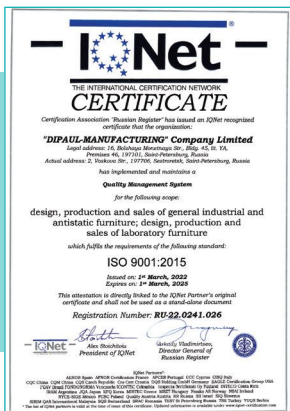 IQNet
®
THE INTERNATIONAL CERTIFICATION NETWORK
CERTIFICATE
Certification Association "Russian Register" has issued an IQNet recognized
certificate that the organization:
"DIPAUL-MANUFACTURING" Company Limited
Legal address: 16, Bolshaya Monetnaya Str., Bldg. 45, lit. YA,
Premises 46, 197101, Saint-Petersburg, Russia
Actual address: 2, Voskova Str., 197706, Sestroretsk, Saint-Petersburg, Russia
has implemented and maintains a
Quality Management System
for the following scope:
design, production and sales of general industrial and
antistatic furniture; design, production and
sales of laboratory furniture
which fulfils the requirements of the following standard:
ISO 9001:2015
Issued on: 1st March, 2022
Expires on: 1st March, 2025
This attestation is directly linked to the IQNet Partner's original
certificate and shall not be used as a stand-alone document
Registration Number: RU-22.0241.026
IQNet
Alex Stoichitoiu
President of IQNet
Arkadiy Vladimirtsev,
Director General of
Russian Register
IQNet Partners*: